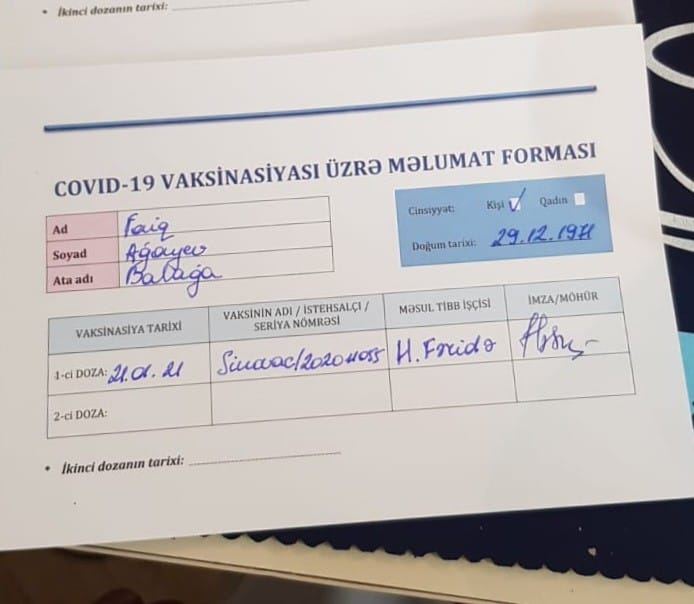 • İkinci dozanın tarixi:
COVID-19 VAKSİNASİYASI ÜZRƏ MƏLUMAT FORMASI
Ad Faiq
Soyad Ağayev
Ata adı Balağa
Cinsiyyət: Kişi ✓ Qadın
Doğum tarixi: 29.12.1971
VAKSİNASİYA TARİXİ
VAKSİNİN ADI / İSTEHSALÇI /
SERİYA NÖMRƏSİ
MƏSUL TİBB İŞÇİSİ
İMZA/MÖHÜR
1-ci DOZA: 21.01.21 Sinovac/202011055 H. Fəridə
2-ci DOZA:
• İkinci dozanın tarixi: